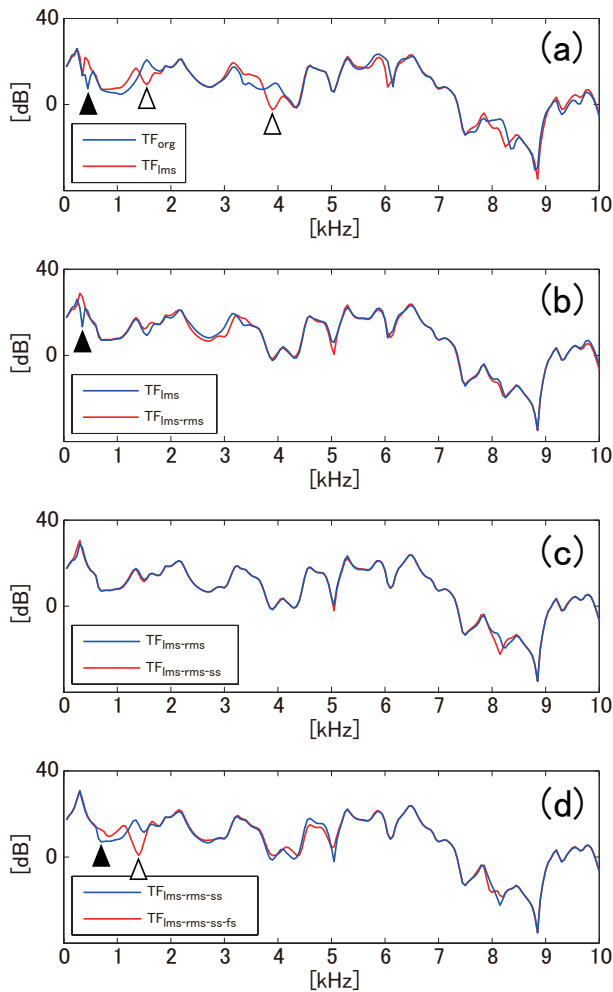 (a)
40
0
[dB]
TForg
TFlms
0 1 2 3 4 5 6 7 8 9 10
[kHz]
(b)
40
0
[dB]
TFlms
TFlms-rms
0 1 2 3 4 5 6 7 8 9 10
[kHz]
(c)
40
0
[dB]
TFlms-rms
TFlms-rms-ss
0 1 2 3 4 5 6 7 8 9 10
[kHz]
(d)
40
0
[dB]
TFlms-rms-ss
TFlms-rms-ss-fs
0 1 2 3 4 5 6 7 8 9 10
[kHz]